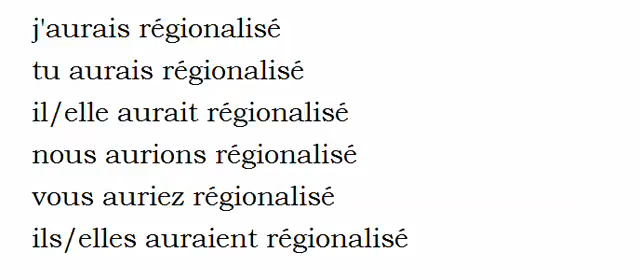 j'aurais régionalisé
tu aurais régionalisé
il/elle aurait régionalisé
nous aurions régionalisé
vous auriez régionalisé
ils/elles auraient régionalisé